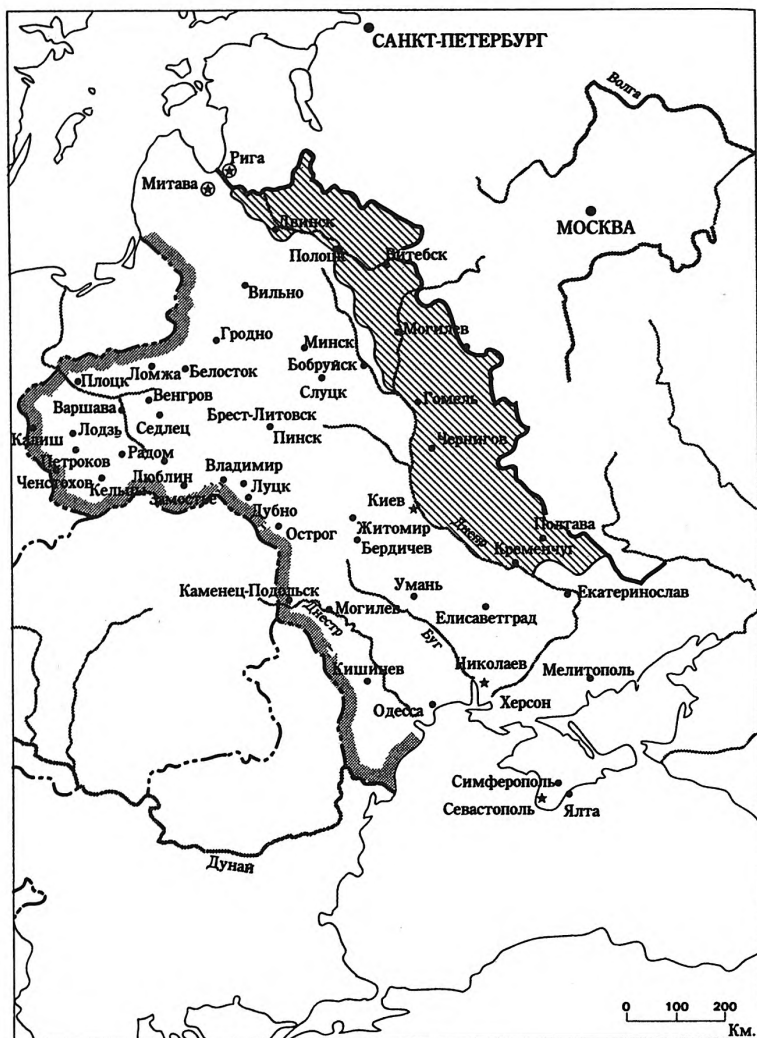 САНКТ-ПЕТЕРБУРГ
Волга
Рига
Митава
МОСКВА
Двинск
Полоцк
Витебск
Вильно
Гродно
Минск
Могилев
Ломжа
Белосток
Бобруйск
Плоцк
Слуцк
Венгров
Варшава
Гомель
Седлец
Брест-Литовск
Калиш
Лодзь
Пинск
Чернигов
Петроков
Радом
Люблин
Владимир
Ченстохов
Кельцы
Замостье
Луцк
Киев
Дубно
Днепр
Полтава
Острог
Житомир
Бердичев
Кременчуг
Каменец-Подольск
Умань
Екатеринослав
Днестр
Могилев
Елисаветград
Буг
Кишинев
Николаев
Мелитополь
Одесса
Херсон
Симферополь
Севастополь
Ялта
Дунай
0 100 200
Км.